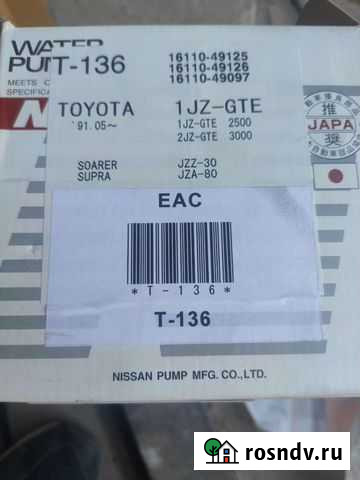 WATER
PUMP T-136
16110-49125
16110-49126
16110-49097
MEETS
SPECIFICA
TOYOTA 1JZ-GTE
'91.05~ 1JZ-GTE 2500
2JZ-GTE 3000
SOARER JZZ-30
SUPRA JZA-80
推奨
JAPA
EAC
*T-136*
T-136
NISSAN PUMP MFG. CO., LTD.
rosndv.ru